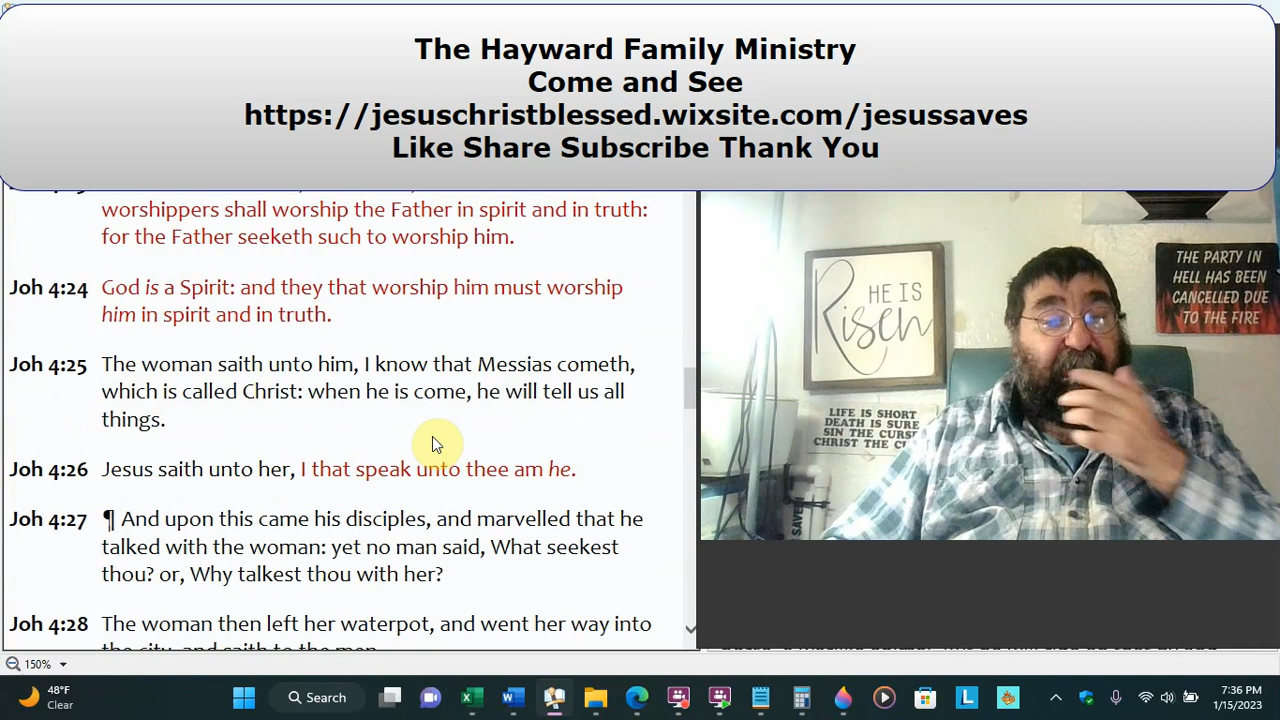 The Hayward Family Ministry
Come and See
https://jesuschristblessed.wixsite.com/jesussaves
Like Share Subscribe Thank You
worshippers shall worship the Father in spirit and in truth:
for the Father seeketh such to worship him.
Joh 4:24 God is a Spirit: and they that worship him must worship
him in spirit and in truth.
Joh 4:25 The woman saith unto him, I know that Messias cometh,
which is called Christ: when he is come, he will tell us all
things.
Joh 4:26 Jesus saith unto her, I that speak unto thee am he.
Joh 4:27 ¶ And upon this came his disciples, and marvelled that he
talked with the woman: yet no man said, What seekest
thou? or, Why talkest thou with her?
Joh 4:28 The woman then left her waterpot, and went her way into
the city, and saith to the men,
HE IS
Risen
THE PARTY IN
HELL HAS BEEN
CANCELLED DUE
TO THE FIRE
LIFE IS SHORT
DEATH IS SURE
SIN THE CURSE
CHRIST THE
SAVED
150%
48°F
Clear
Search
7:36 PM
1/15/2023